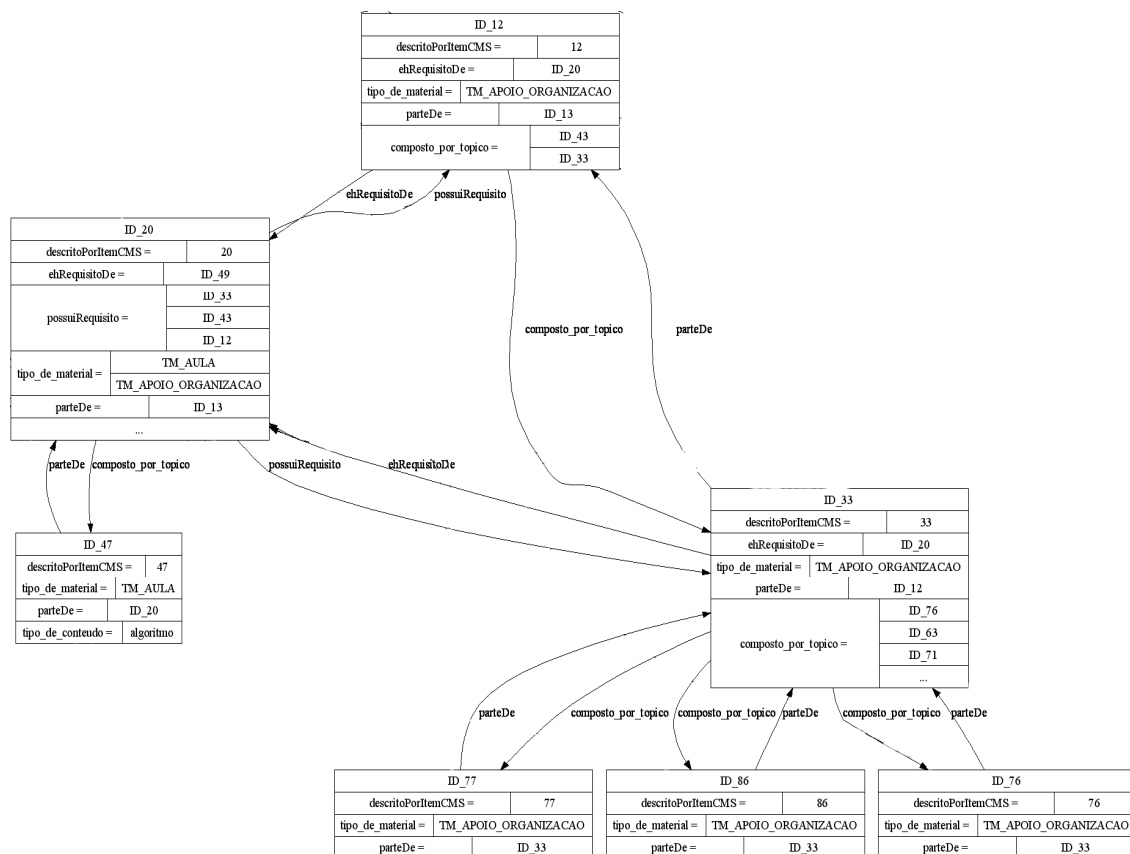 ID_12
descritoPorItemCMS = 12
ehRequisitoDe = ID_20
tipo_de_material = TM_APOIO_ORGANIZACAO
parteDe = ID_13
composto_por_topico = ID_43
ID_33
ehRequisitoDe possuiRequisito
ID_20
descritoPorItemCMS = 20
ehRequisitoDe = ID_49
possuiRequisito = ID_33
ID_43
ID_12
tipo_de_material = TM_AULA
TM_APOIO_ORGANIZACAO
parteDe = ID_13
...
composto_por_topico parteDe
parteDe composto_por_topico possuiRequisito ehRequisitoDe
ID_47
descritoPorItemCMS = 47
tipo_de_material = TM_AULA
parteDe = ID_20
tipo_de_conteudo = algoritmo
ID_33
descritoPorItemCMS = 33
ehRequisitoDe = ID_20
tipo_de_material = TM_APOIO_ORGANIZACAO
parteDe = ID_12
composto_por_topico = ID_76
ID_63
ID_71
...
parteDe composto_por_topico composto_por_topico parteDe composto_por_topico parteDe
ID_77
descritoPorItemCMS = 77
tipo_de_material = TM_APOIO_ORGANIZACAO
parteDe = ID_33
ID_86
descritoPorItemCMS = 86
tipo_de_material = TM_APOIO_ORGANIZACAO
parteDe = ID_33
ID_76
descritoPorItemCMS = 76
tipo_de_material = TM_APOIO_ORGANIZACAO
parteDe = ID_33